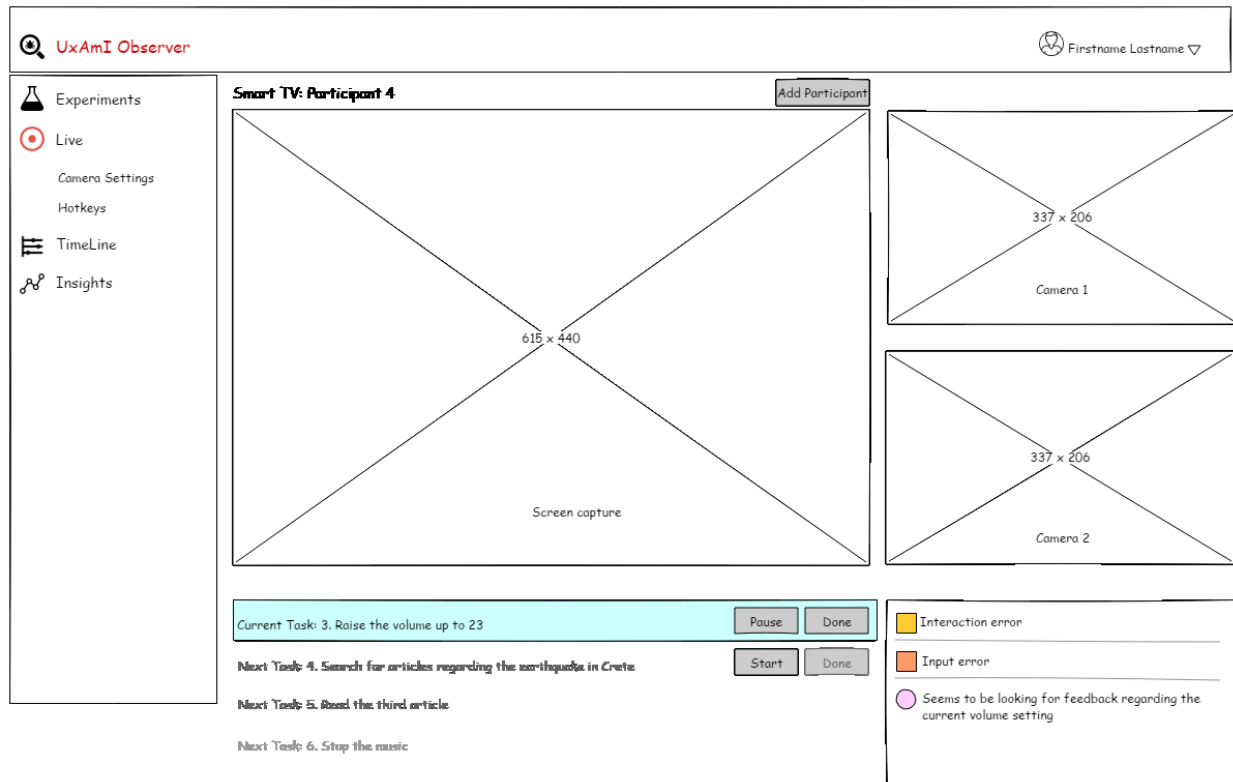 UxAmI Observer
Firstname Lastname
Experiments
Live
Camera Settings
Hotkeys
TimeLine
Insights
Smart TV: Participant 4
Add Participant
615 x 440
Screen capture
337 x 206
Camera 1
337 x 206
Camera 2
Current Task: 3. Raise the volume up to 23
Pause
Done
Next Task: 4. Search for articles regarding the earthquake in Crete
Start
Done
Next Task: 5. Read the third article
Next Task: 6. Stop the music
Interaction error
Input error
Seems to be looking for feedback regarding the
current volume setting